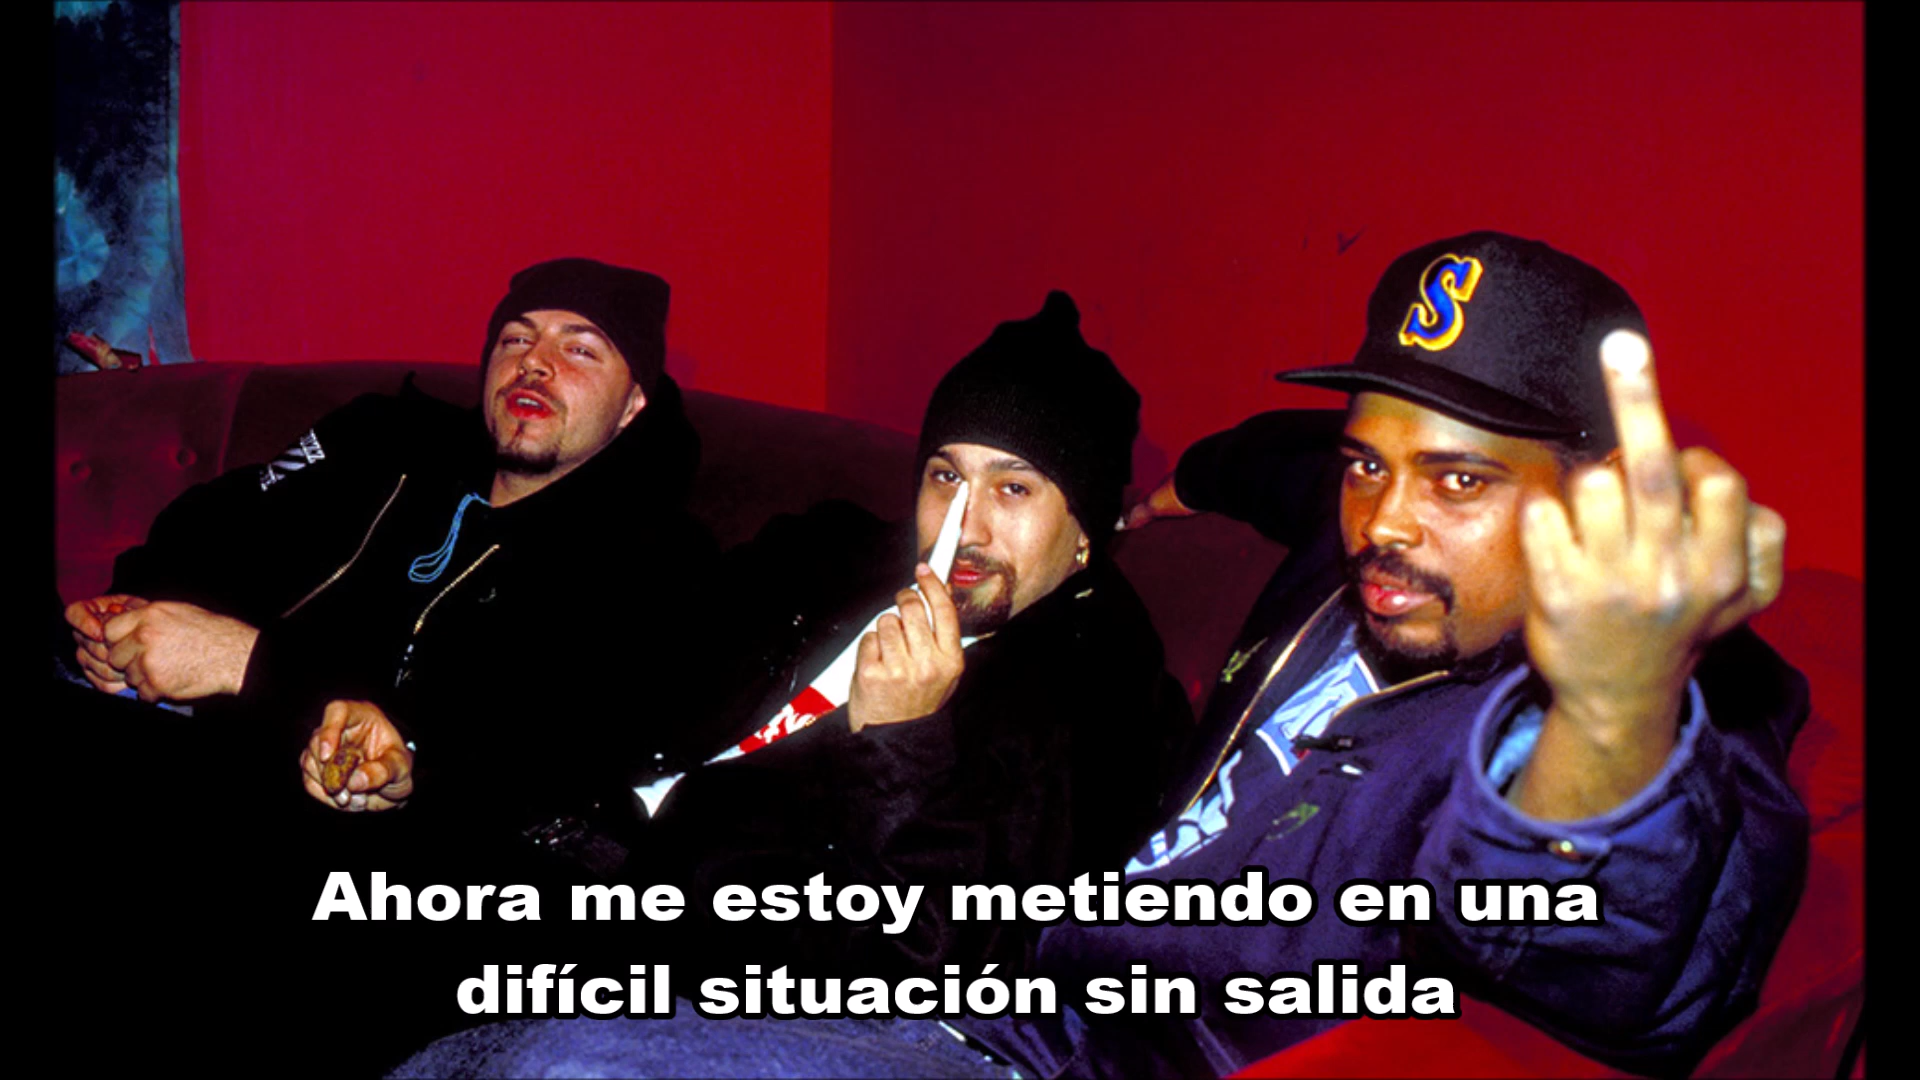 S
Ahora me estoy metiendo en una
difícil situación sin salida